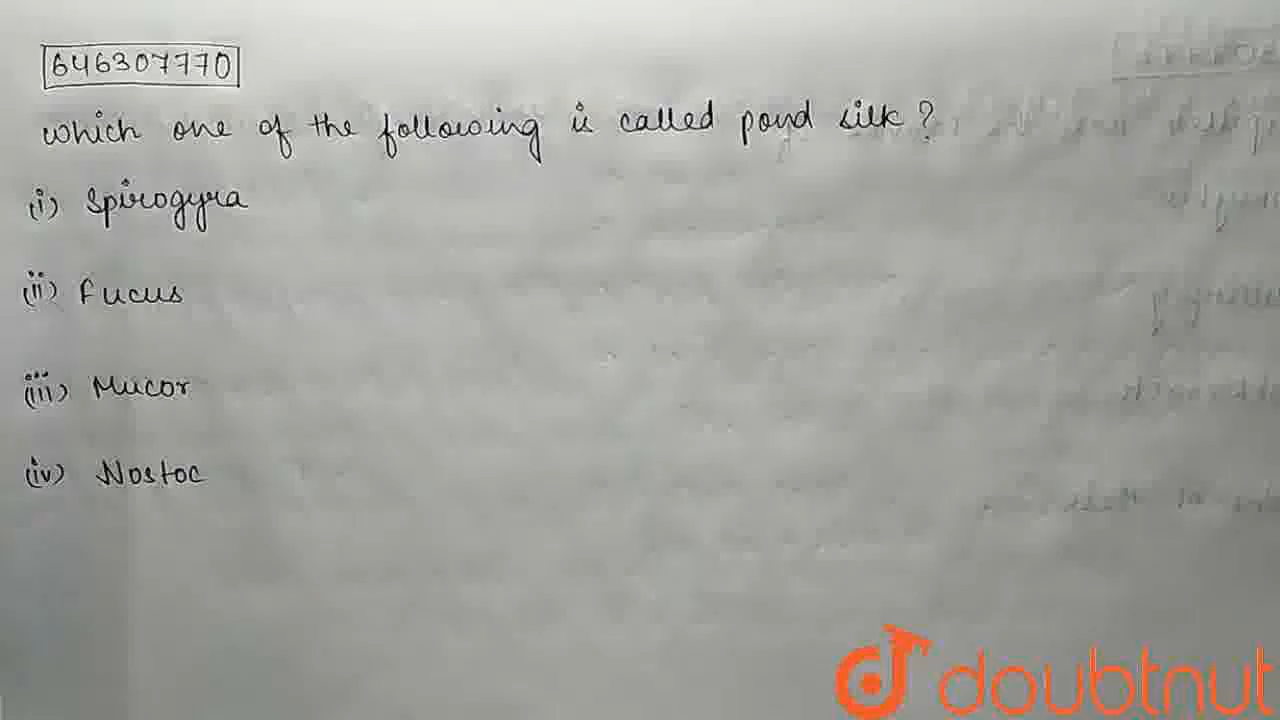 646307770
which one of the following is called pond silk?
(i) Spirogyra
(ii) Fucus
(iii) Mucor
(iv) Nostoc
doubtnut